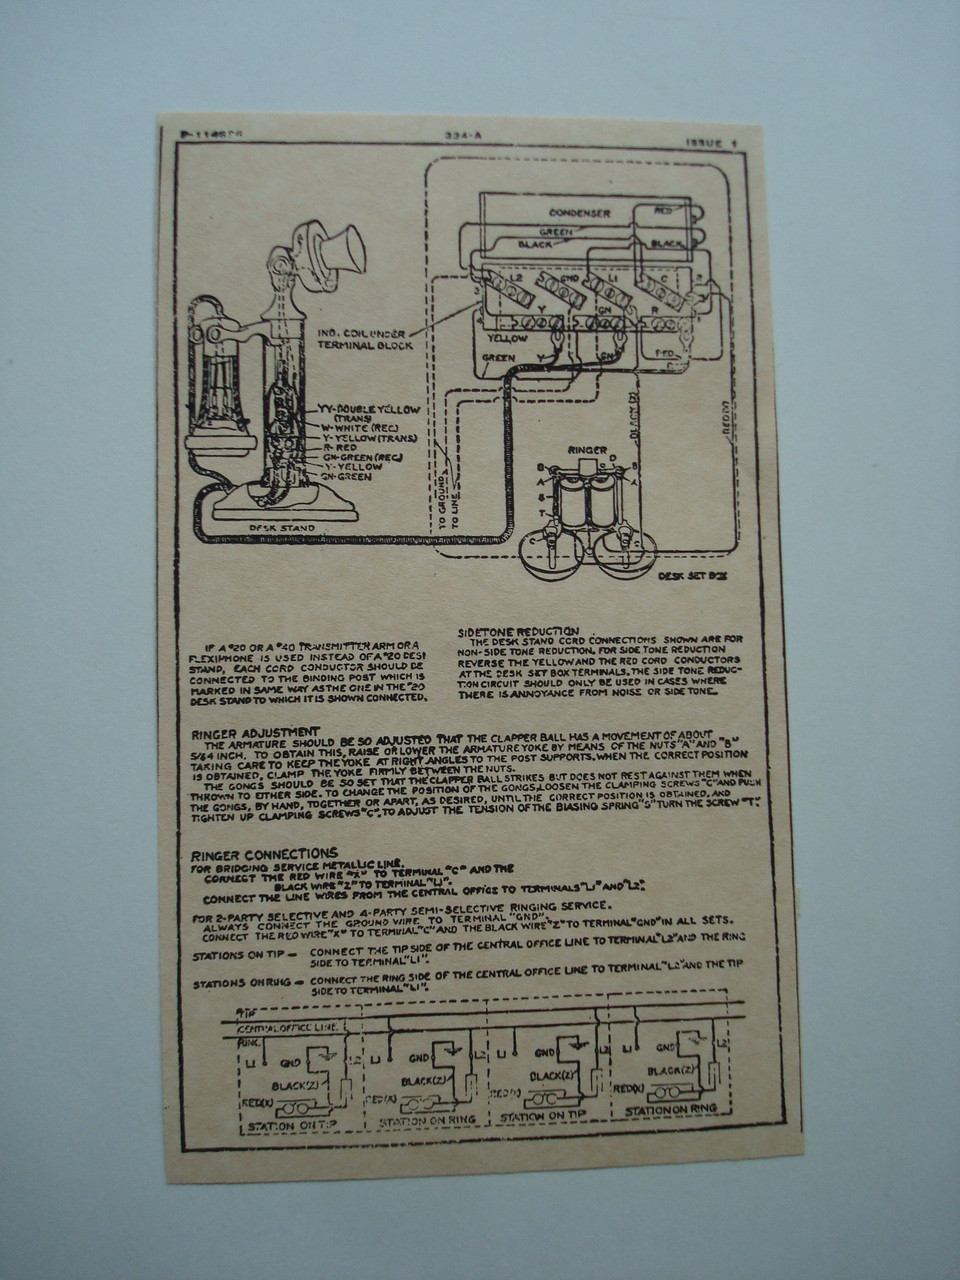 334-A
ISSUE 1
CONDENSER
RED
GREEN
BLACK
BLACK
L2
GND
L1
C
Y
GN
R
IND. COIL UNDER
TERMINAL BLOCK
YELLOW
GREEN
Y
GN
RED
YY-DOUBLE YELLOW
(TRANS)
W-WHITE (REC)
Y-YELLOW (TRANS)
R-RED
GN-GREEN (REC)
Y-YELLOW
GN-GREEN
BLACK (Z)
RED (X)
TO GROUND
TO LINE
RINGER
B
C
D
B
A
A
S
T
C
C
DESK STAND
DESK SET BOX
IF A #20 OR A #40 TRANSMITTER ARM OR A
FLEXIPHONE IS USED INSTEAD OF A #20 DESK
STAND, EACH CORD CONDUCTOR SHOULD BE
CONNECTED TO THE BINDING POST WHICH IS
MARKED IN SAME WAY AS THE ONE IN THE #20
DESK STAND TO WHICH IT IS SHOWN CONNECTED.
SIDETONE REDUCTION
THE DESK STAND CORD CONNECTIONS SHOWN ARE FOR
NON-SIDE TONE REDUCTION. FOR SIDE TONE REDUCTION
REVERSE THE YELLOW AND THE RED CORD CONDUCTORS
AT THE DESK SET BOX TERMINALS. THE SIDE TONE REDUC-
TION CIRCUIT SHOULD ONLY BE USED IN CASES WHERE
THERE IS ANNOYANCE FROM NOISE OR SIDE TONE.
RINGER ADJUSTMENT
THE ARMATURE SHOULD BE SO ADJUSTED THAT THE CLAPPER BALL HAS A MOVEMENT OF ABOUT
5/64 INCH. TO OBTAIN THIS, RAISE OR LOWER THE ARMATURE YOKE BY MEANS OF THE NUTS "A" AND "B"
TAKING CARE TO KEEP THE YOKE AT RIGHT ANGLES TO THE POST SUPPORTS. WHEN THE CORRECT POSITION
IS OBTAINED, CLAMP THE YOKE FIRMLY BETWEEN THE NUTS.
THE GONGS SHOULD BE SO SET THAT THE CLAPPER BALL STRIKES BUT DOES NOT REST AGAINST THEM WHEN
THROWN TO EITHER SIDE. TO CHANGE THE POSITION OF THE GONGS, LOOSEN THE CLAMPING SCREWS "C" AND PUSH
THE GONGS, BY HAND, TOGETHER OR APART, AS DESIRED, UNTIL THE CORRECT POSITION IS OBTAINED, AND
TIGHTEN UP CLAMPING SCREWS "C". TO ADJUST THE TENSION OF THE BIASING SPRING "S" TURN THE SCREW "T".
RINGER CONNECTIONS
FOR BRIDGING SERVICE METALLIC LINE.
CONNECT THE RED WIRE "X" TO TERMINAL "C" AND THE
BLACK WIRE "Z" TO TERMINAL "L1".
CONNECT THE LINE WIRES FROM THE CENTRAL OFFICE TO TERMINALS "L1" AND "L2".
FOR 2-PARTY SELECTIVE AND 4-PARTY SEMI-SELECTIVE RINGING SERVICE.
ALWAYS CONNECT THE GROUND WIRE TO TERMINAL "GND".
CONNECT THE RED WIRE "X" TO TERMINAL "C" AND THE BLACK WIRE "Z" TO TERMINAL "GND" IN ALL SETS.
STATIONS ON TIP — CONNECT THE TIP SIDE OF THE CENTRAL OFFICE LINE TO TERMINAL "L2" AND THE RING
SIDE TO TERMINAL "L1".
STATIONS ON RING — CONNECT THE RING SIDE OF THE CENTRAL OFFICE LINE TO TERMINAL "L2" AND THE TIP
SIDE TO TERMINAL "L1".
TIP
CENTRAL OFFICE LINE
RING
L1 GND L2 L1 GND L2 L1 GND L2 L1 GND L2
BLACK(Z) BLACK(Z) BLACK(Z) BLACK(Z)
RED(X) RED(X) RED(X) RED(X)
STATION ON TIP STATION ON RING STATION ON TIP STATION ON RING